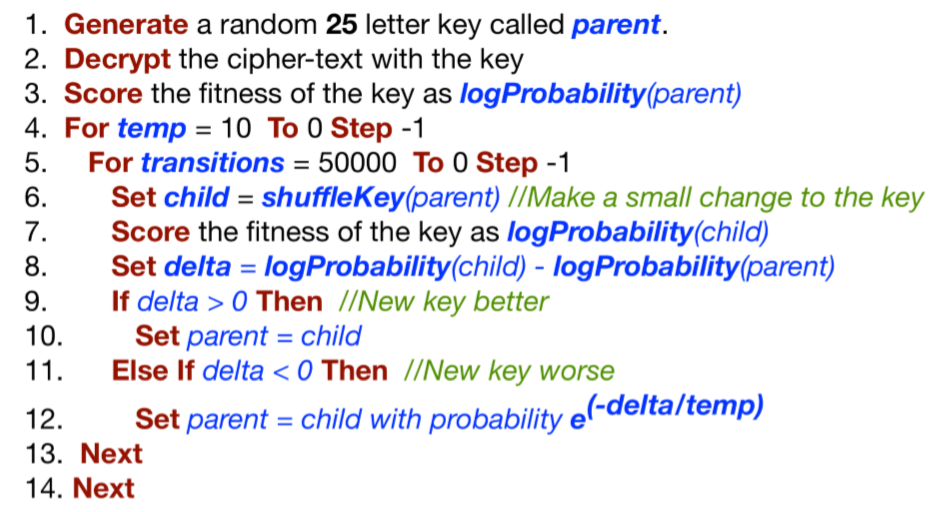 1. Generate a random 25 letter key called parent.
2. Decrypt the cipher-text with the key
3. Score the fitness of the key as logProbability(parent)
4. For temp = 10 To 0 Step -1
5. For transitions = 50000 To 0 Step -1
6. Set child = shuffleKey(parent) //Make a small change to the key
7. Score the fitness of the key as logProbability(child)
8. Set delta = logProbability(child) - logProbability(parent)
9. If delta > 0 Then //New key better
10. Set parent = child
11. Else If delta < 0 Then //New key worse
12. Set parent = child with probability e^(-delta/temp)
13. Next
14. Next